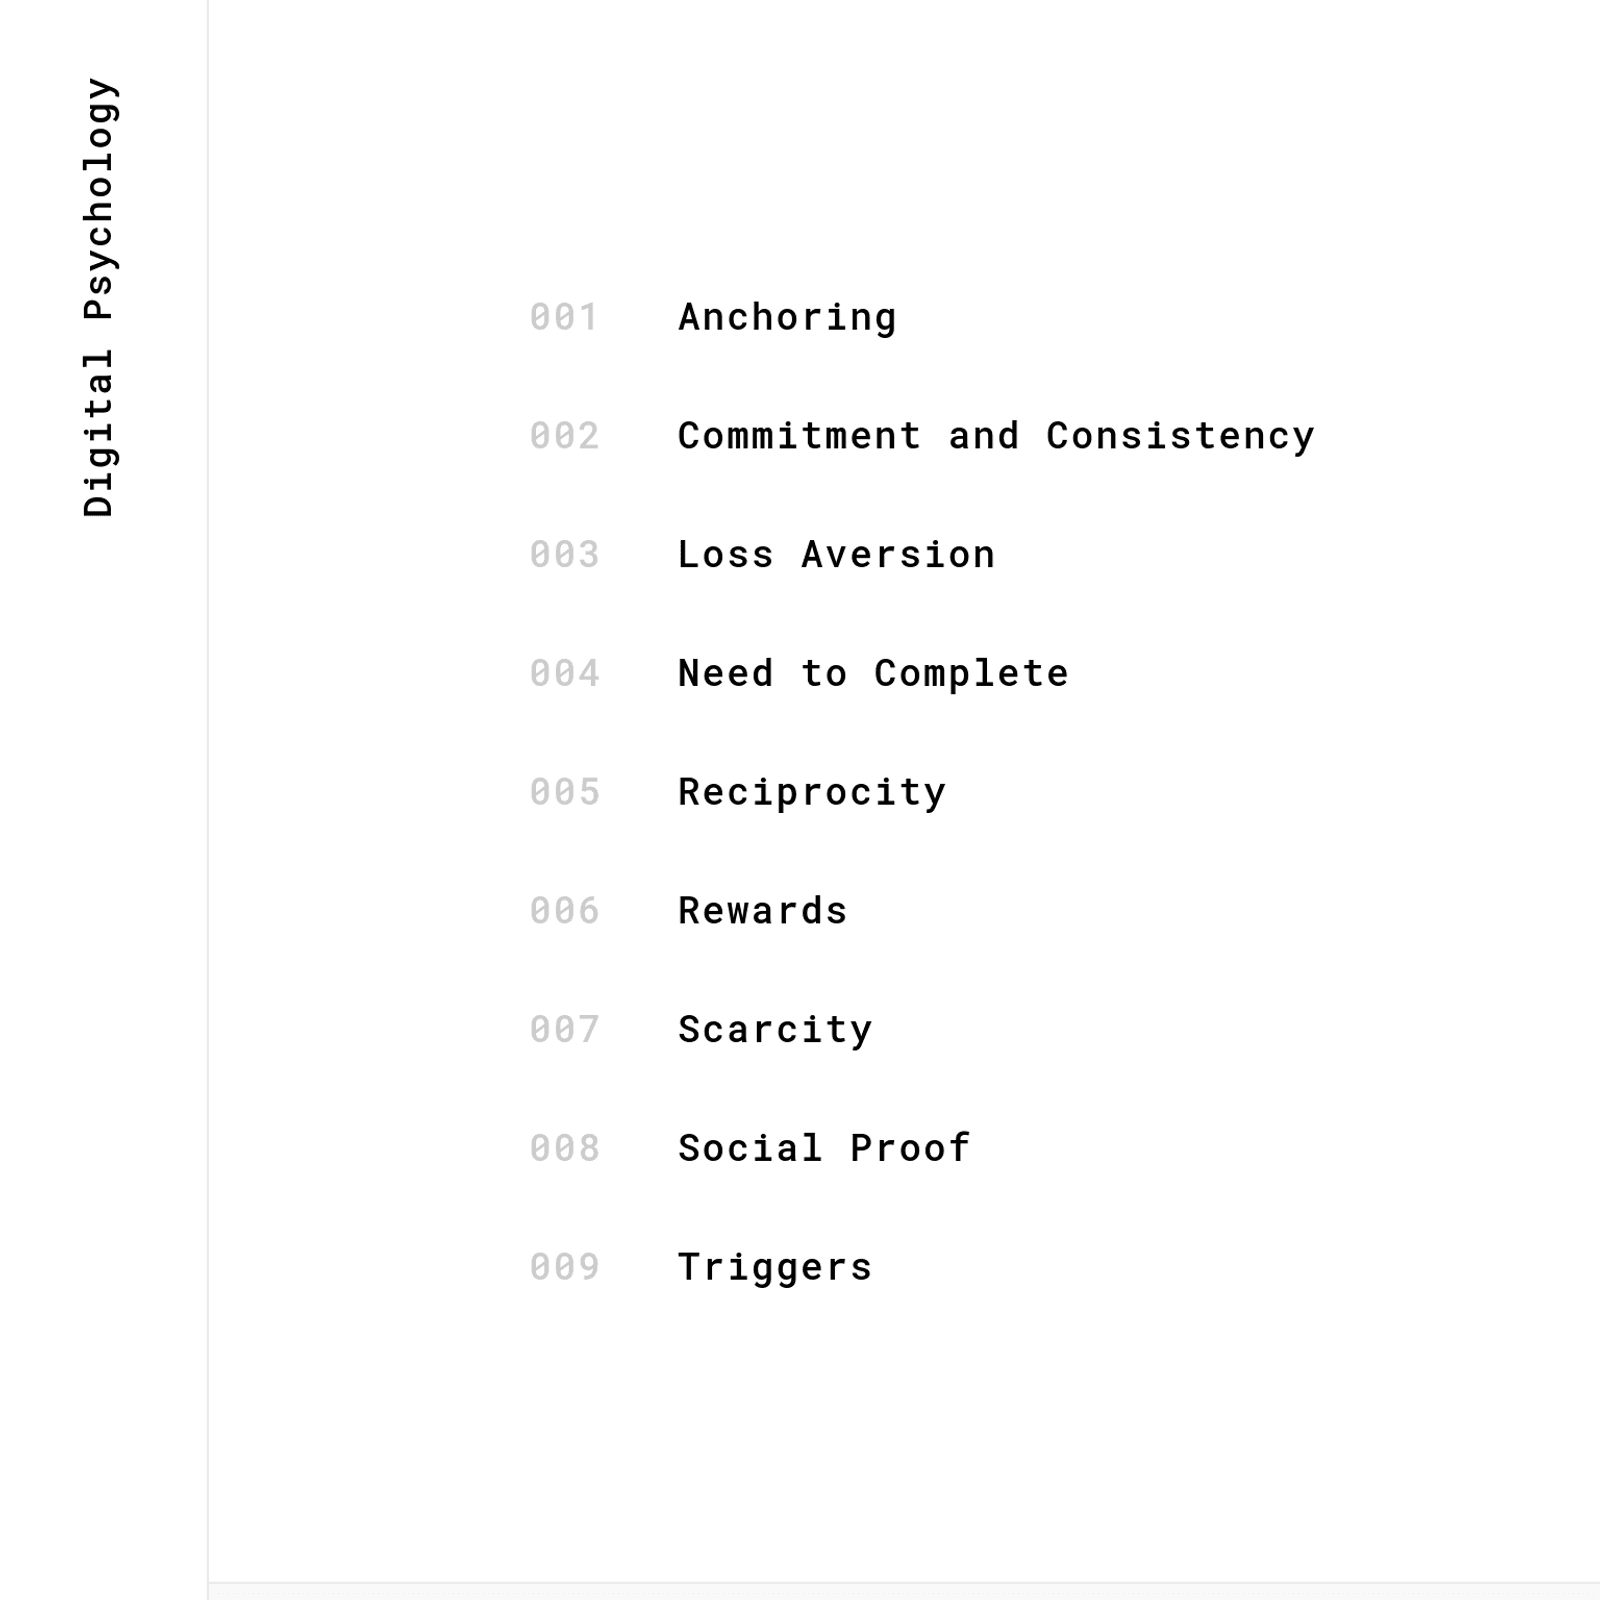 Digital Psychology
001 Anchoring
002 Commitment and Consistency
003 Loss Aversion
004 Need to Complete
005 Reciprocity
006 Rewards
007 Scarcity
008 Social Proof
009 Triggers